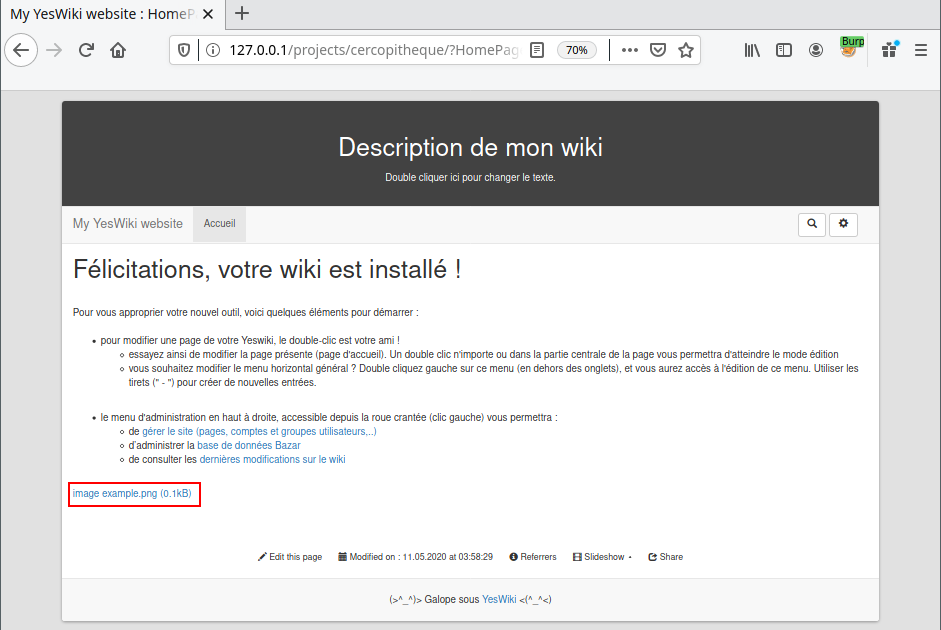 My YesWiki website : HomeP
127.0.0.1/projects/cercopitheque/?HomePag
70%
Burp
Description de mon wiki
Double cliquer ici pour changer le texte.
My YesWiki website
Accueil
Félicitations, votre wiki est installé !
Pour vous approprier votre nouvel outil, voici quelques éléments pour démarrer :
pour modifier une page de votre Yeswiki, le double-clic est votre ami !
essayez ainsi de modifier la page présente (page d'accueil). Un double clic n'importe ou dans la partie centrale de la page vous permettra d'atteindre le mode édition
vous souhaitez modifier le menu horizontal général ? Double cliquez gauche sur ce menu (en dehors des onglets), et vous aurez accès à l'édition de ce menu. Utiliser les
tirets (" - ") pour créer de nouvelles entrées.
le menu d'administration en haut à droite, accessible depuis la roue crantée (clic gauche) vous permettra :
de gérer le site (pages, comptes et groupes utilisateurs,..)
d'administrer la base de données Bazar
de consulter les dernières modifications sur le wiki
image example.png (0.1kB)
Edit this page Modified on : 11.05.2020 at 03:58:29 Referrers Slideshow Share
(>^_^)> Galope sous YesWiki <(^_^<)